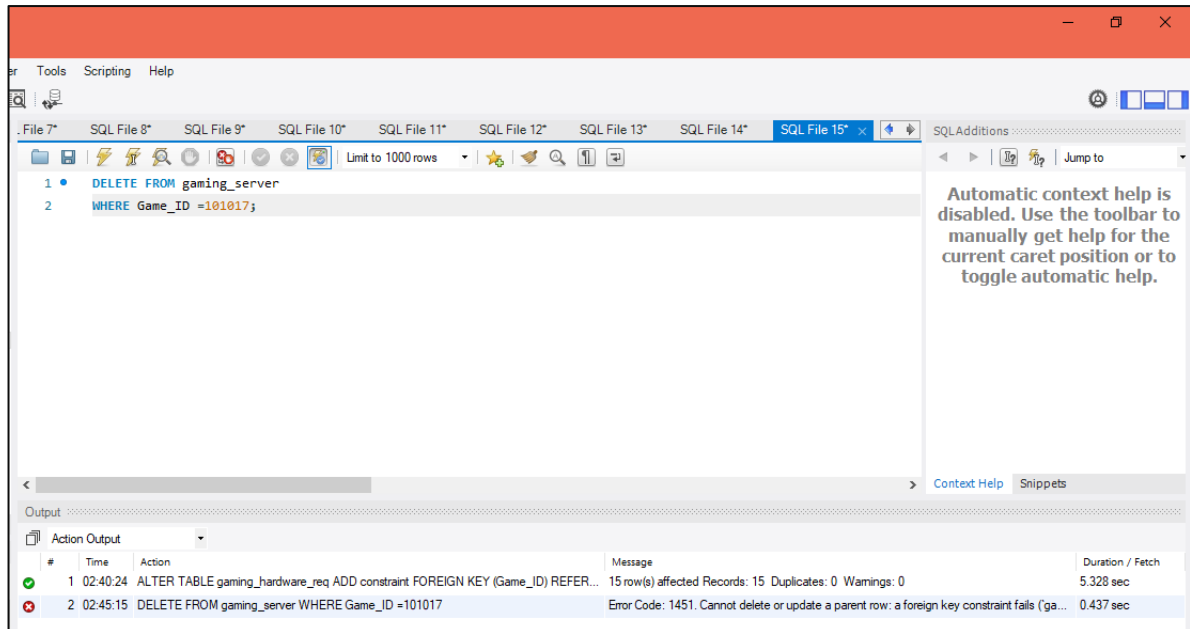 er Tools Scripting Help
. File 7* SQL File 8* SQL File 9* SQL File 10* SQL File 11* SQL File 12* SQL File 13* SQL File 14* SQL File 15*
SQLAdditions
Limit to 1000 rows
Jump to
1 DELETE FROM gaming_server
2 WHERE Game_ID =101017;
Automatic context help is
disabled. Use the toolbar to
manually get help for the
current caret position or to
toggle automatic help.
Context Help Snippets
Output
Action Output
# Time Action Message Duration / Fetch
1 02:40:24 ALTER TABLE gaming_hardware_req ADD constraint FOREIGN KEY (Game_ID) REFER... 15 row(s) affected Records: 15 Duplicates: 0 Warnings: 0 5.328 sec
2 02:45:15 DELETE FROM gaming_server WHERE Game_ID =101017 Error Code: 1451. Cannot delete or update a parent row: a foreign key constraint fails (`ga... 0.437 sec